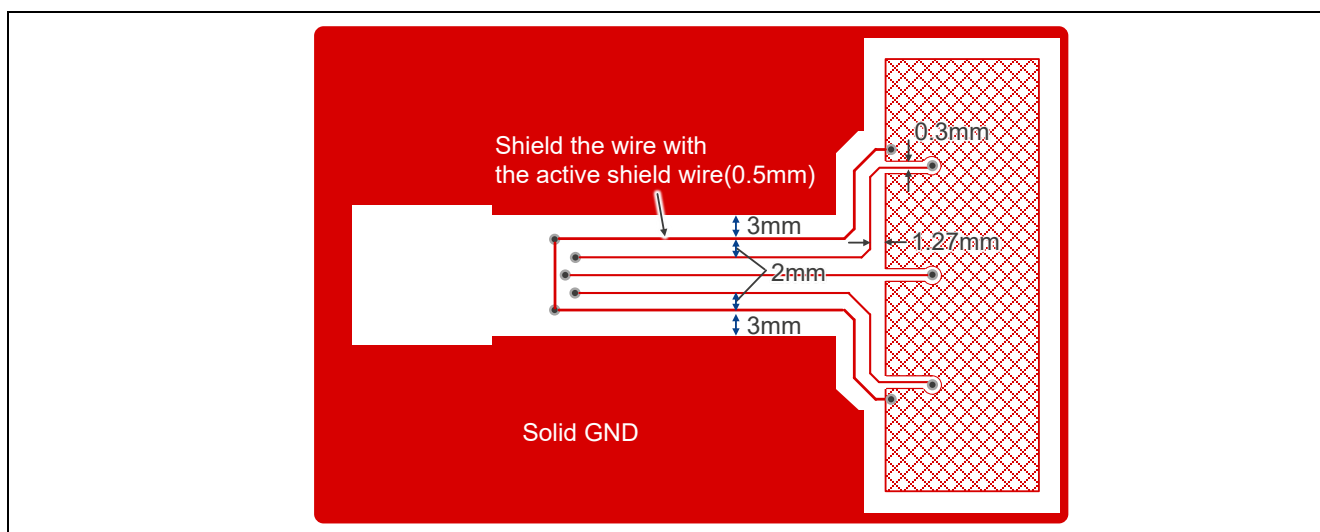 0.3mm
Shield the wire with
the active shield wire(0.5mm)
3mm
1.27mm
2mm
3mm
Solid GND